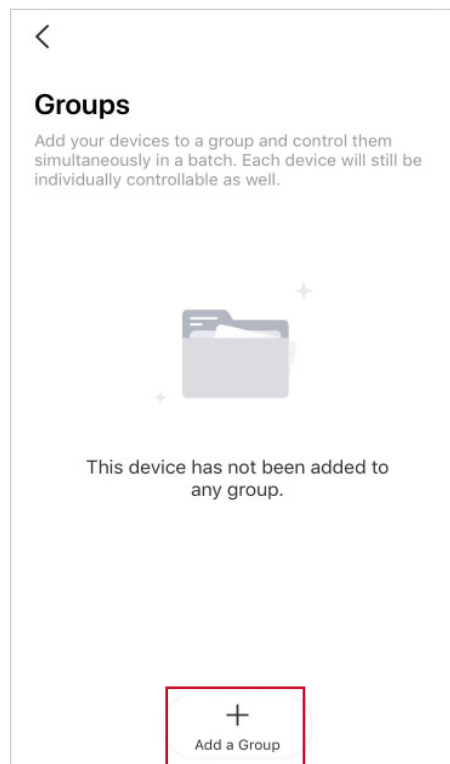 Groups
Add your devices to a group and control them
simultaneously in a batch. Each device will still be
individually controllable as well.
This device has not been added to
any group.
Add a Group